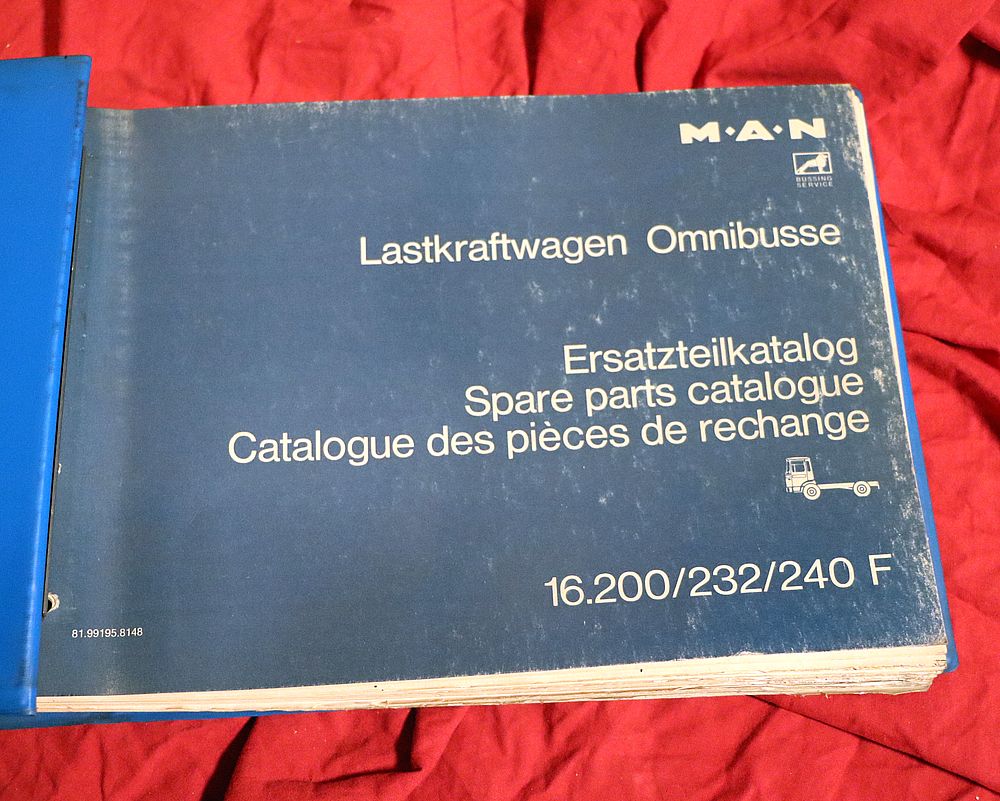 M·A·N
BÜSSING
SERVICE
Lastkraftwagen Omnibusse
Ersatzteilkatalog
Spare parts catalogue
Catalogue des pièces de rechange
16.200/232/240 F
81.99195.8148